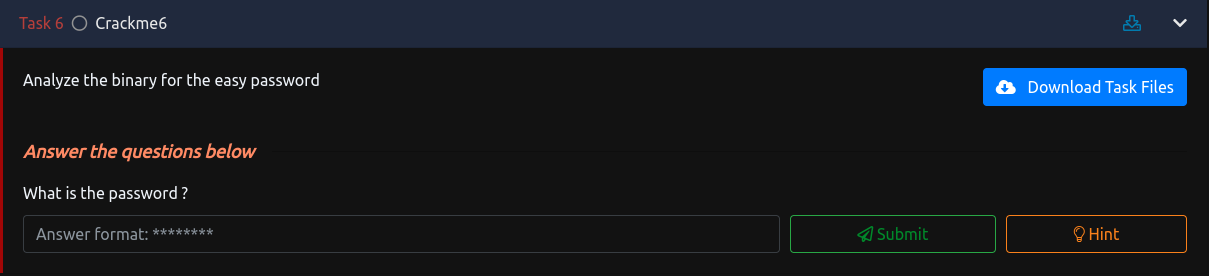 Task 6 Crackme6
Analyze the binary for the easy password
Download Task Files
Answer the questions below
What is the password ?
Answer format: ********
Submit
Hint